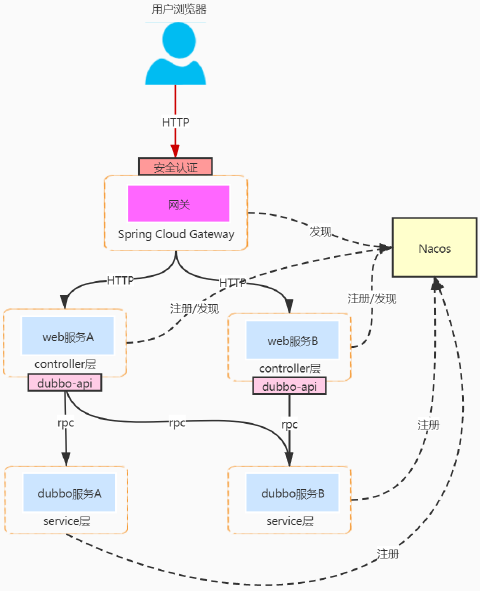 用户浏览器
HTTP
安全认证
网关
Spring Cloud Gateway
发现
Nacos
HTTP
HTTP
注册/发现
注册/发现
web服务A
controller层
dubbo-api
web服务B
controller层
dubbo-api
rpc
rpc
rpc
注册
dubbo服务A
service层
dubbo服务B
service层
注册